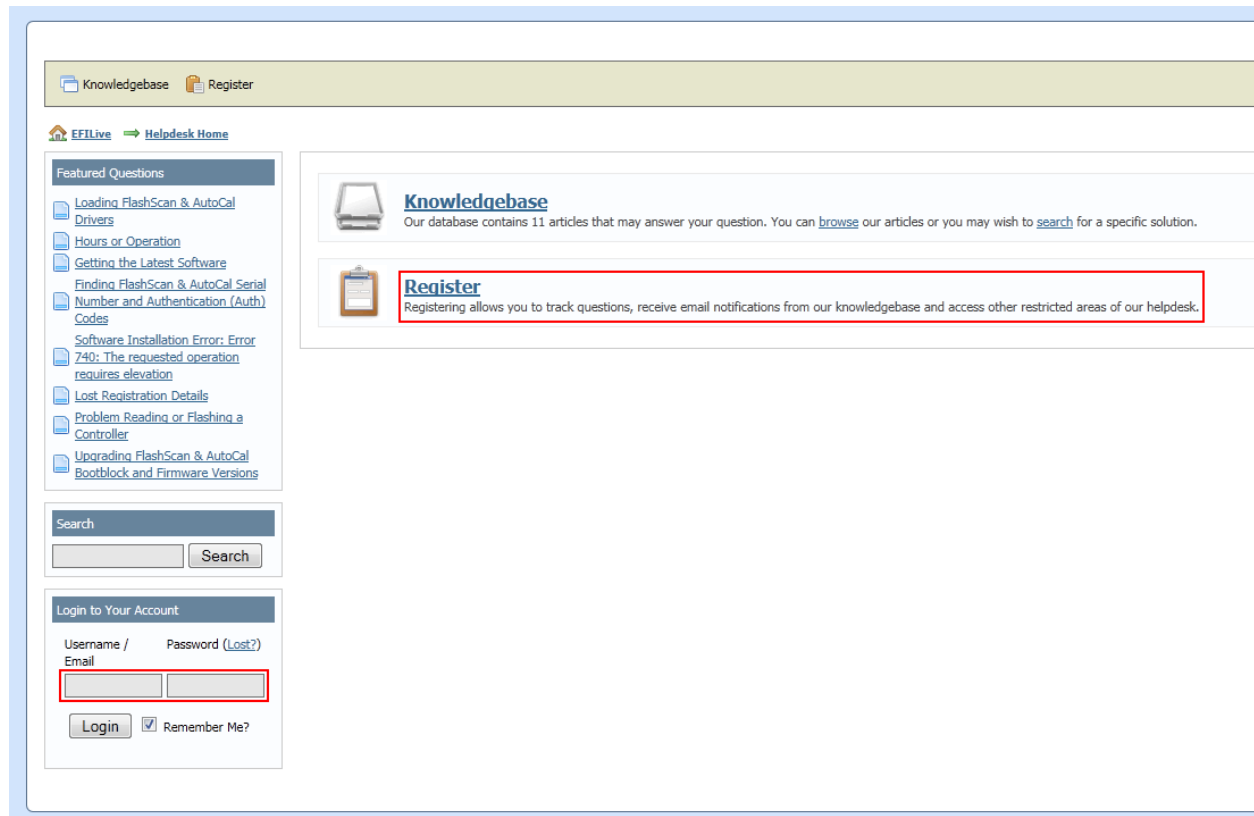 Knowledgebase Register
EFILive Helpdesk Home
Featured Questions
Loading FlashScan & AutoCal
Drivers
Hours or Operation
Getting the Latest Software
Finding FlashScan & AutoCal Serial
Number and Authentication (Auth)
Codes
Software Installation Error: Error
740: The requested operation
requires elevation
Lost Registration Details
Problem Reading or Flashing a
Controller
Upgrading FlashScan & AutoCal
Bootblock and Firmware Versions
Search
Search
Login to Your Account
Username / Password (Lost?)
Email
Login Remember Me?
Knowledgebase
Our database contains 11 articles that may answer your question. You can browse our articles or you may wish to search for a specific solution.
Register
Registering allows you to track questions, receive email notifications from our knowledgebase and access other restricted areas of our helpdesk.